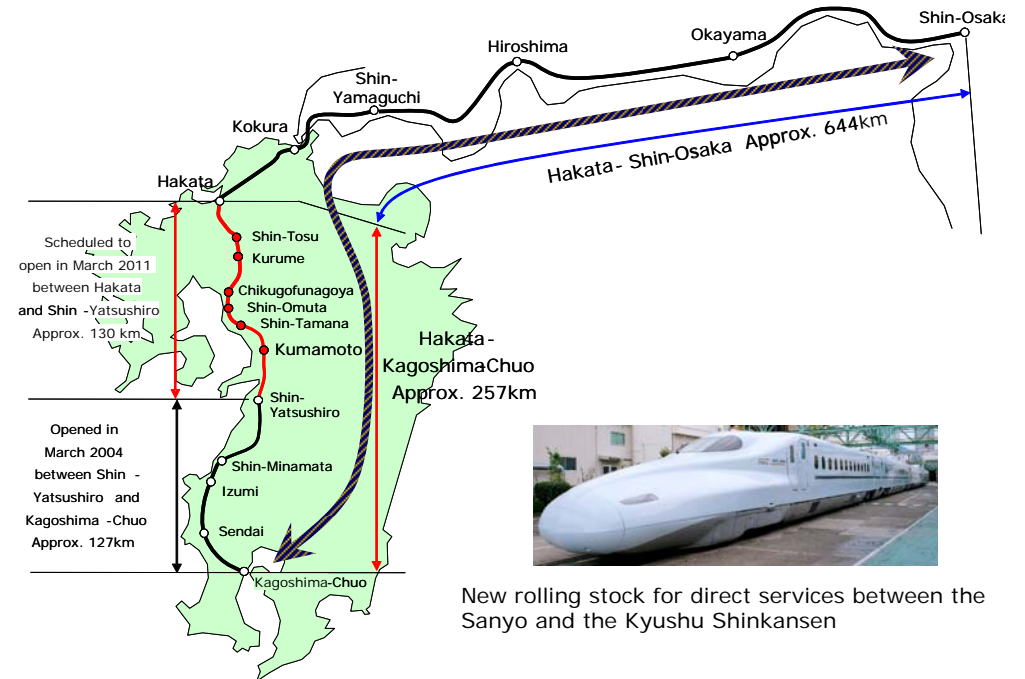 Shin-Osaka
Okayama
Hiroshima
Shin-
Yamaguchi
Kokura
Hakata
Hakata - Shin-Osaka Approx. 644km
Scheduled to
open in March 2011
between Hakata
and Shin -Yatsushiro
Approx. 130 km
Shin-Tosu
Kurume
Chikugofunagoya
Shin-Omuta
Shin-Tamana
Kumamoto
Hakata -
Kagoshima-Chuo
Approx. 257km
Shin-
Yatsushiro
Opened in
March 2004
between Shin -
Yatsushiro and
Kagoshima -Chuo
Approx. 127km
Shin-Minamata
Izumi
Sendai
Kagoshima-Chuo
New rolling stock for direct services between the
Sanyo and the Kyushu Shinkansen